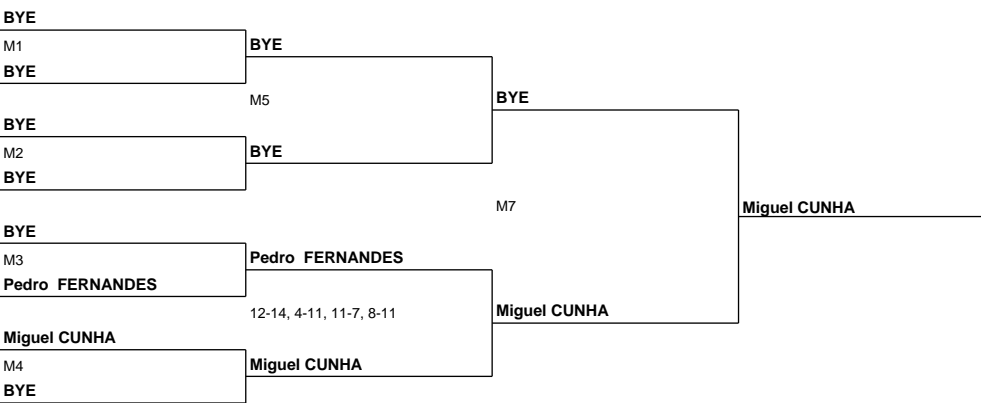 BYE
M1
BYE
BYE
M5
BYE
BYE
M2
BYE
BYE
M7
Miguel CUNHA
BYE
M3
Pedro FERNANDES
Pedro FERNANDES
12-14, 4-11, 11-7, 8-11
Miguel CUNHA
Miguel CUNHA
M4
Miguel CUNHA
BYE